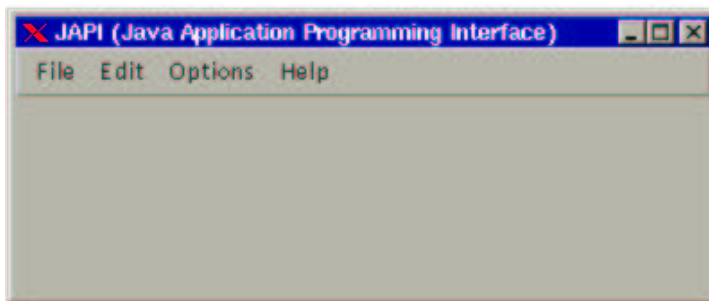 JAPI (Java Application Programming Interface)
File Edit Options Help